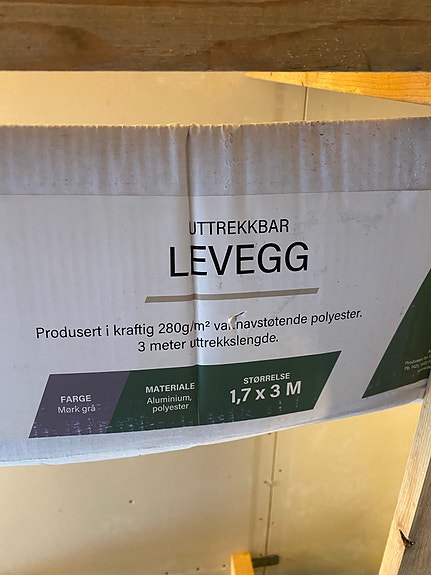 UTTREKKBAR
LEVEGG
Produsert i kraftig 280g/m² vannavstøtende polyester.
3 meter uttrekkslengde.
FARGE
Mørk grå
MATERIALE
Aluminium,
polyester
STØRRELSE
1,7 x 3 M